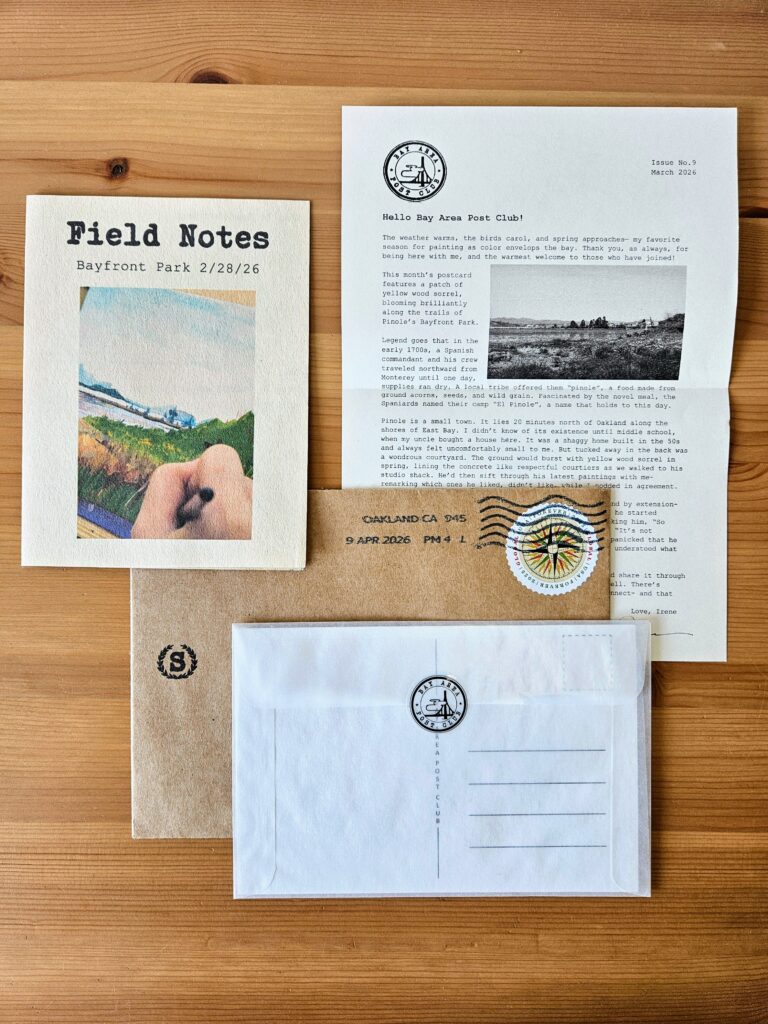 Field Notes
Bayfront Park 2/28/26
BAY AREA
POST CLUB
Issue No.9
March 2026
Hello Bay Area Post Club!
The weather warms, the birds carol, and spring approaches— my favorite
season for painting as color envelops the bay. Thank you, as always, for
being here with me, and the warmest welcome to those who have joined!
This month's postcard
features a patch of
yellow wood sorrel,
blooming brilliantly
along the trails of
Pinole's Bayfront Park.
Legend goes that in the
early 1700s, a Spanish
commandant and his crew
traveled northward from
Monterey until one day,
supplies ran dry. A local tribe offered them "pinole", a food made from
ground acorns, seeds, and wild grain. Fascinated by the novel meal, the
Spaniards named their camp "El Pinole", a name that holds to this day.
Pinole is a small town. It lies 20 minutes north of Oakland along the
shores of East Bay. I didn't know of its existence until middle school,
when my uncle bought a house here. It was a shaggy home built in the 50s
and always felt uncomfortably small to me. But tucked away in the back was
a wondrous courtyard. The ground would burst with yellow wood sorrel in
spring, lining the concrete like respectful courtiers as we walked to his
studio shack. He'd then sift through his latest paintings with me—
remarking which ones he liked, didn't like, while I nodded in agreement.
nd by extension—
he started
king him, "So
"It's not
panicked that he
understood what
d share it through
ell. There's
nnect— and that
Love, Irene
OAKLAND CA 945
9 APR 2026 PM 4 L
FOREVER
S
BAY AREA
POST CLUB
REA POST CLUB